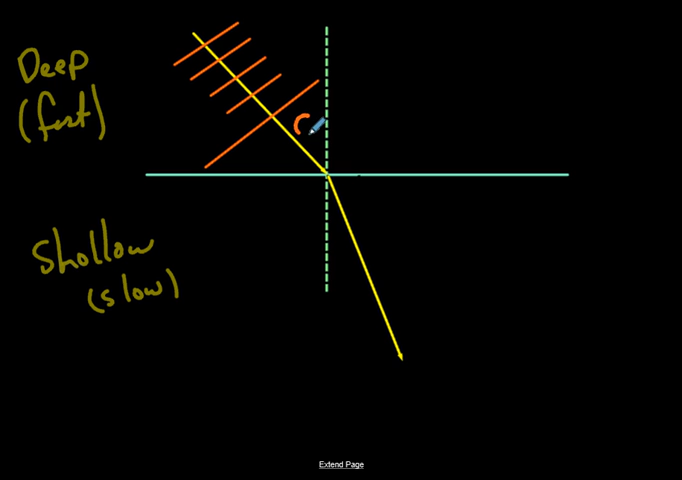 Deep
(fast)
Shallow
(slow)
Extend Page